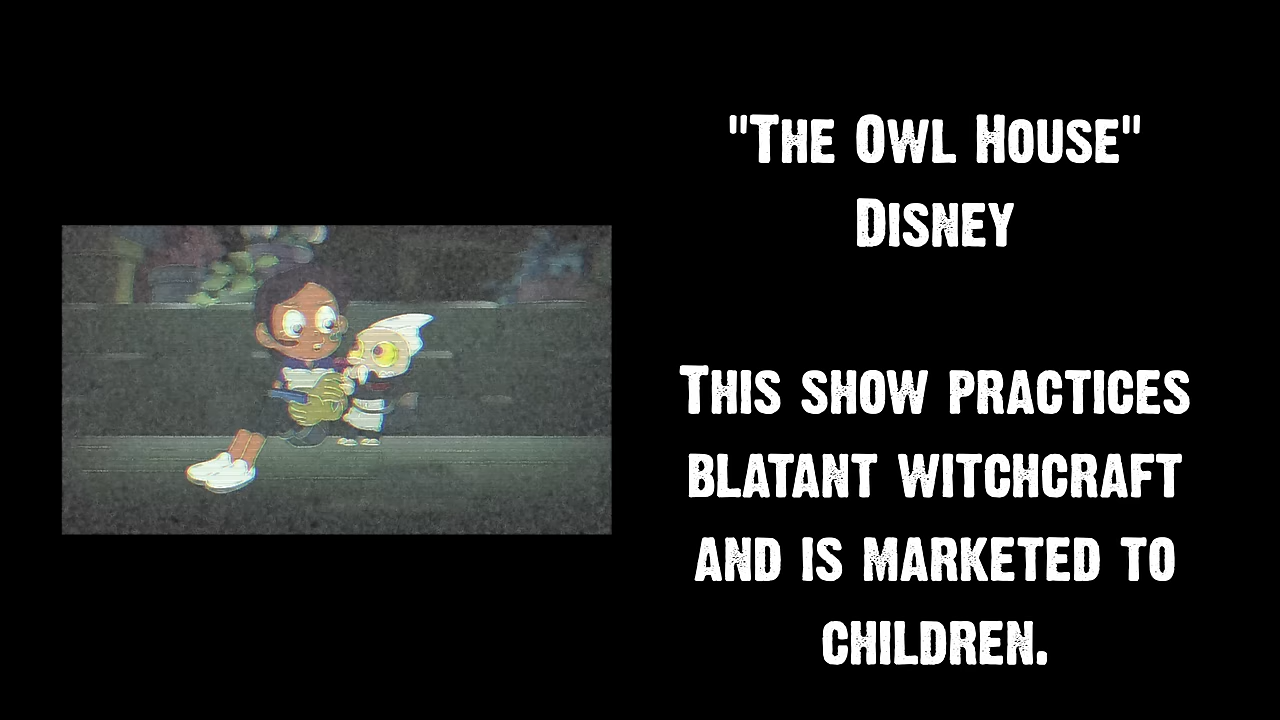 "The Owl House"
Disney
This show practices
blatant witchcraft
and is marketed to
children.